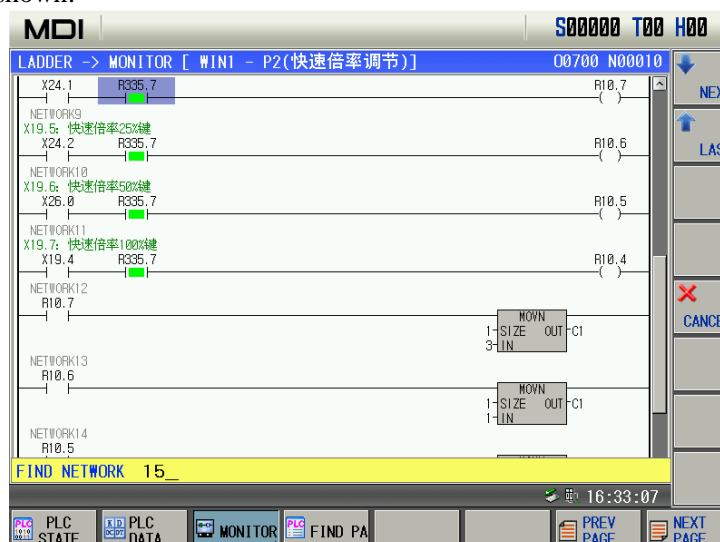 shown:
MDI S00000 T00 H00
LADDER -> MONITOR [ WIN1 - P2(快速倍率调节)] O0700 N00010
X24.1 R335.7 R10.7
NEX
NETWORK9
X19.5: 快速倍率25%键
X24.2 R335.7 R10.6
LAS
NETWORK10
X19.6: 快速倍率50%键
X26.0 R335.7 R10.5
NETWORK11
X19.7: 快速倍率100%键
X19.4 R335.7 R10.4
NETWORK12
R10.7
CANCE
MOVN
1 SIZE OUT C1
3 IN
NETWORK13
R10.6
MOVN
1 SIZE OUT C1
1 IN
NETWORK14
R10.5
FIND NETWORK 15_
16:33:07
PLC STATE
PLC DATA
MONITOR
FIND PA
PREV PAGE
NEXT PAGE